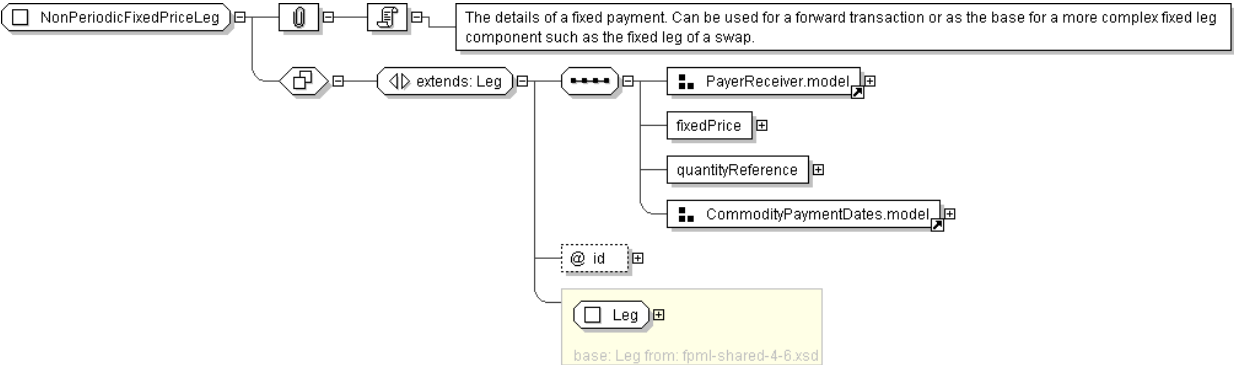 NonPeriodicFixedPriceLeg
The details of a fixed payment. Can be used for a forward transaction or as the base for a more complex fixed leg
component such as the fixed leg of a swap.
extends: Leg
PayerReceiver.model
fixedPrice
quantityReference
CommodityPaymentDates.model
@ id
Leg
base: Leg from: fpml-shared-4-6.xsd